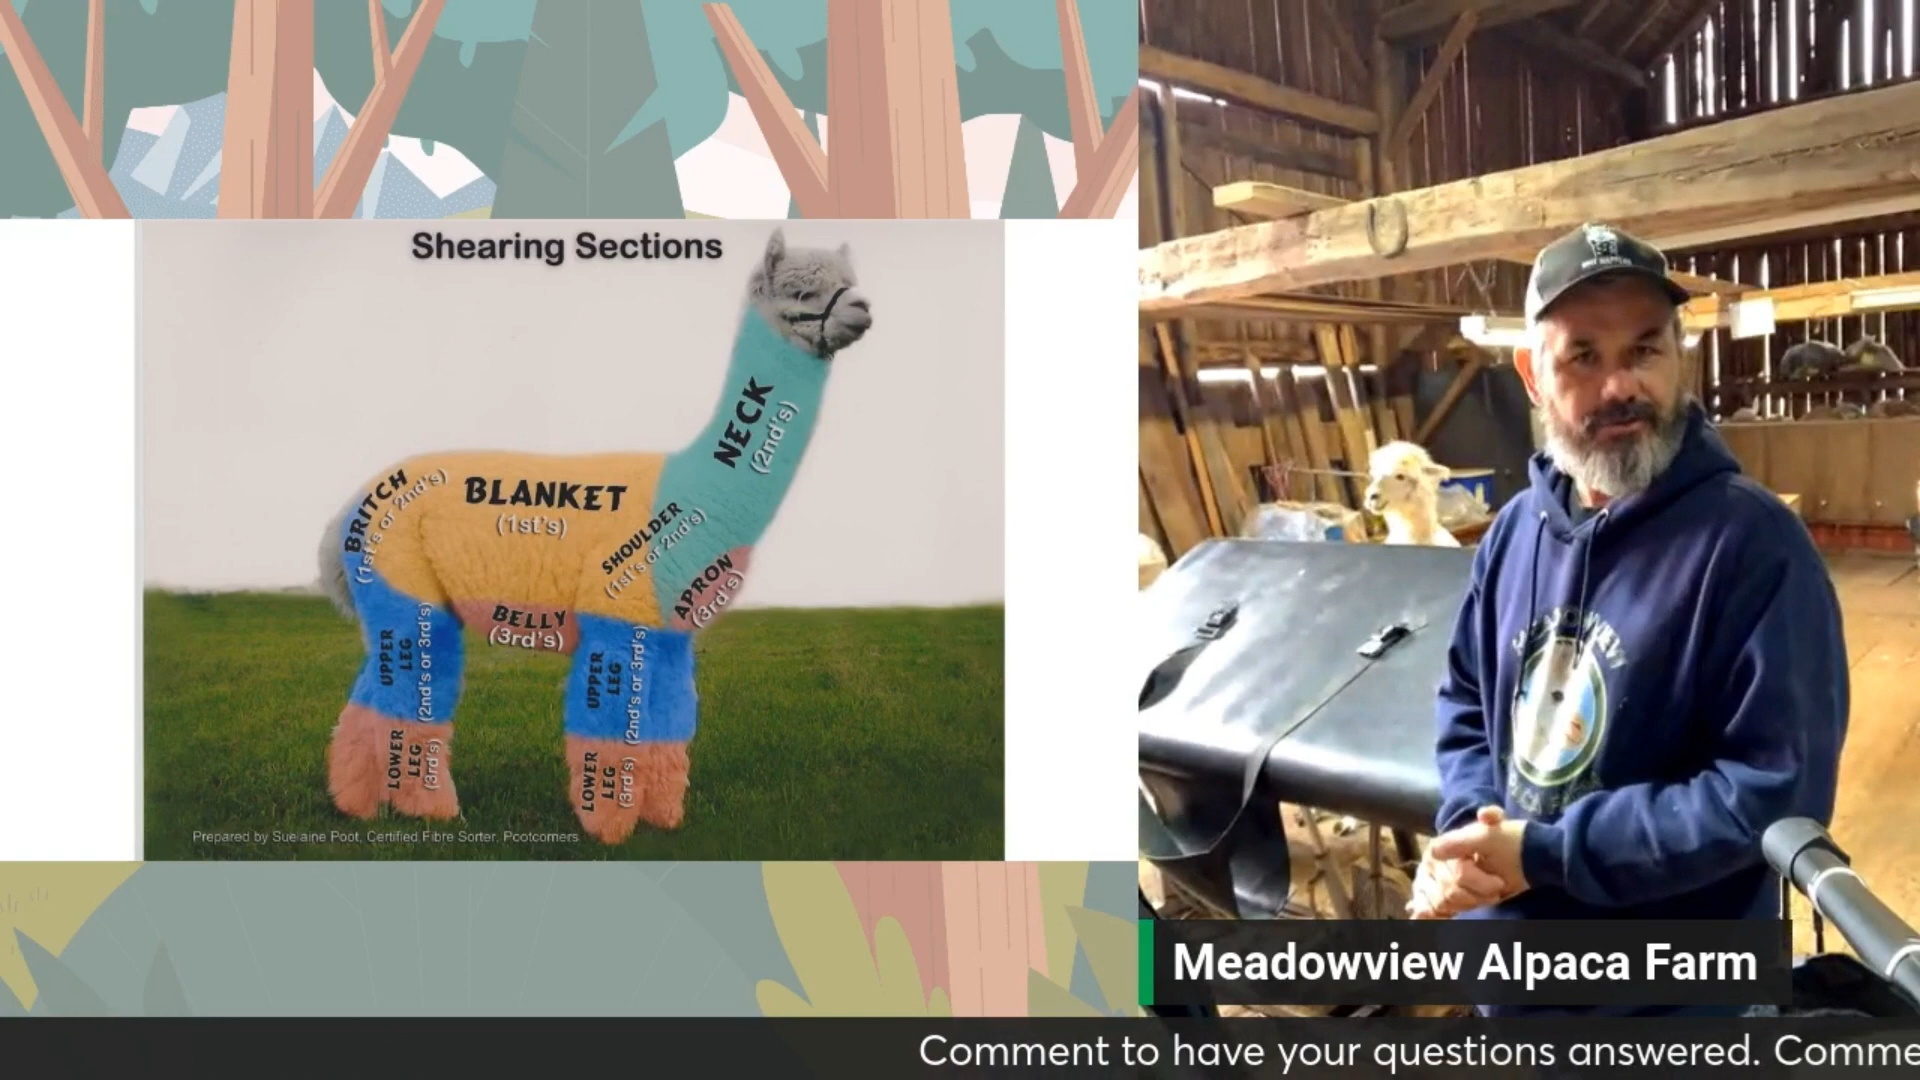 Shearing Sections
NECK
(2nd's)
BLANKET
(1st's)
BRITCH
(1st's or 2nd's)
SHOULDER
(1st's or 2nd's)
APRON
(3rd's)
BELLY
(3rd's)
UPPER
LEG
(2nd's or 3rd's)
UPPER
LEG
(2nd's or 3rd's)
LOWER
LEG
(3rd's)
LOWER
LEG
(3rd's)
Prepared by Suelaine Poot, Certified Fibre Sorter, Pootcorners
Meadowview Alpaca Farm
Comment to have your questions answered. Comme